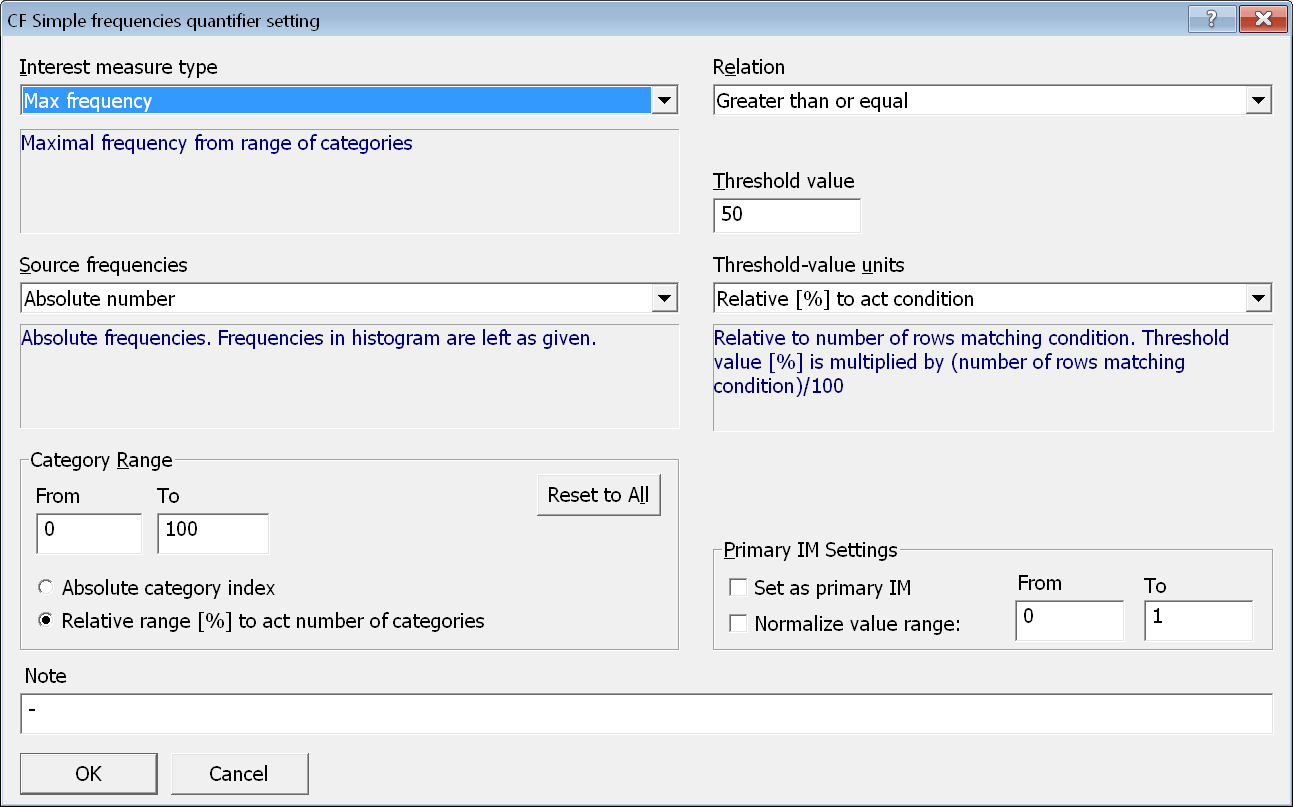 CF Simple frequencies quantifier setting
?
Interest measure type
Max frequency
Maximal frequency from range of categories
Relation
Greater than or equal
Threshold value
50
Source frequencies
Absolute number
Absolute frequencies. Frequencies in histogram are left as given.
Threshold-value units
Relative [%] to act condition
Relative to number of rows matching condition. Threshold
value [%] is multiplied by (number of rows matching
condition)/100
Category Range
From To
0 100
Reset to All
Absolute category index
Relative range [%] to act number of categories
Primary IM Settings
Set as primary IM
Normalize value range:
From To
0 1
Note
-
OK Cancel